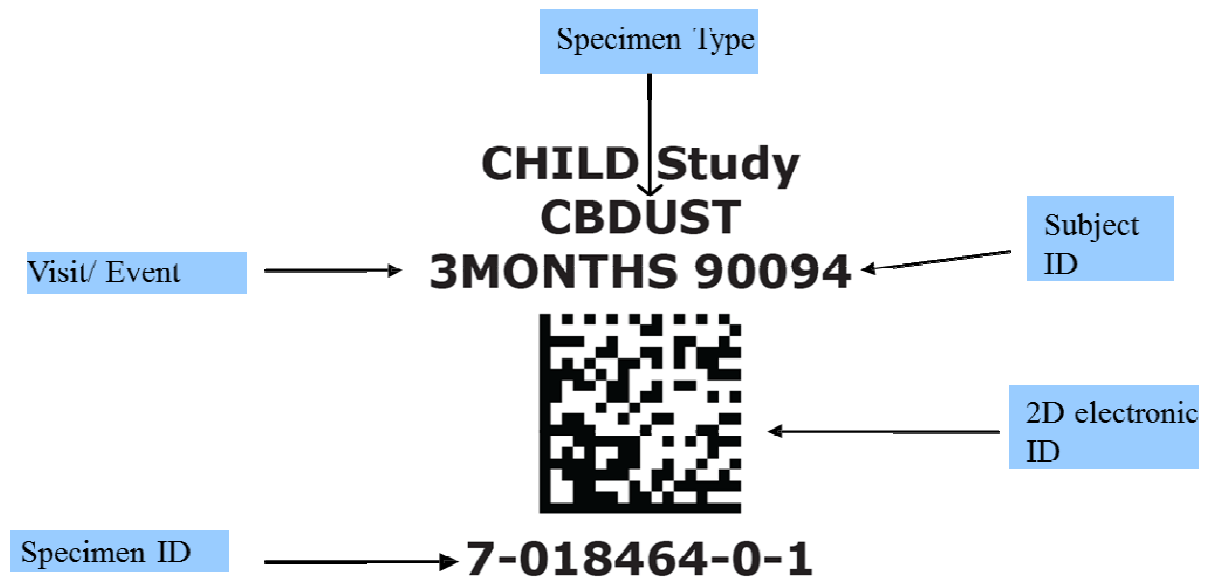 Specimen Type
CHILD Study
CBDUST
Visit/ Event
3MONTHS 90094
Subject
ID
2D electronic
ID
Specimen ID
7-018464-0-1